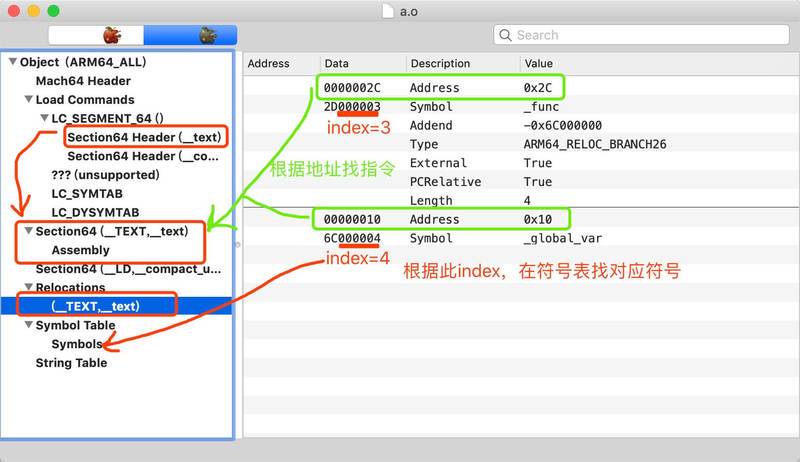 a.o
Search
Object (ARM64_ALL)
Mach64 Header
Load Commands
LC_SEGMENT_64 ()
Section64 Header (__text)
Section64 Header (__co...
??? (unsupported)
LC_SYMTAB
LC_DYSYMTAB
Section64 (__TEXT,__text)
Assembly
Section64 (__LD,__compact_u...
Relocations
(__TEXT,__text)
Symbol Table
Symbols
String Table
Address Data Description Value
0000002C Address 0x2C
2D000003 Symbol _func
index=3
Addend -0x6C000000
Type ARM64_RELOC_BRANCH26
根据地址找指令
External True
PCRelative True
Length 4
00000010 Address 0x10
6C000004 Symbol _global_var
index=4
根据此index，在符号表找对应符号